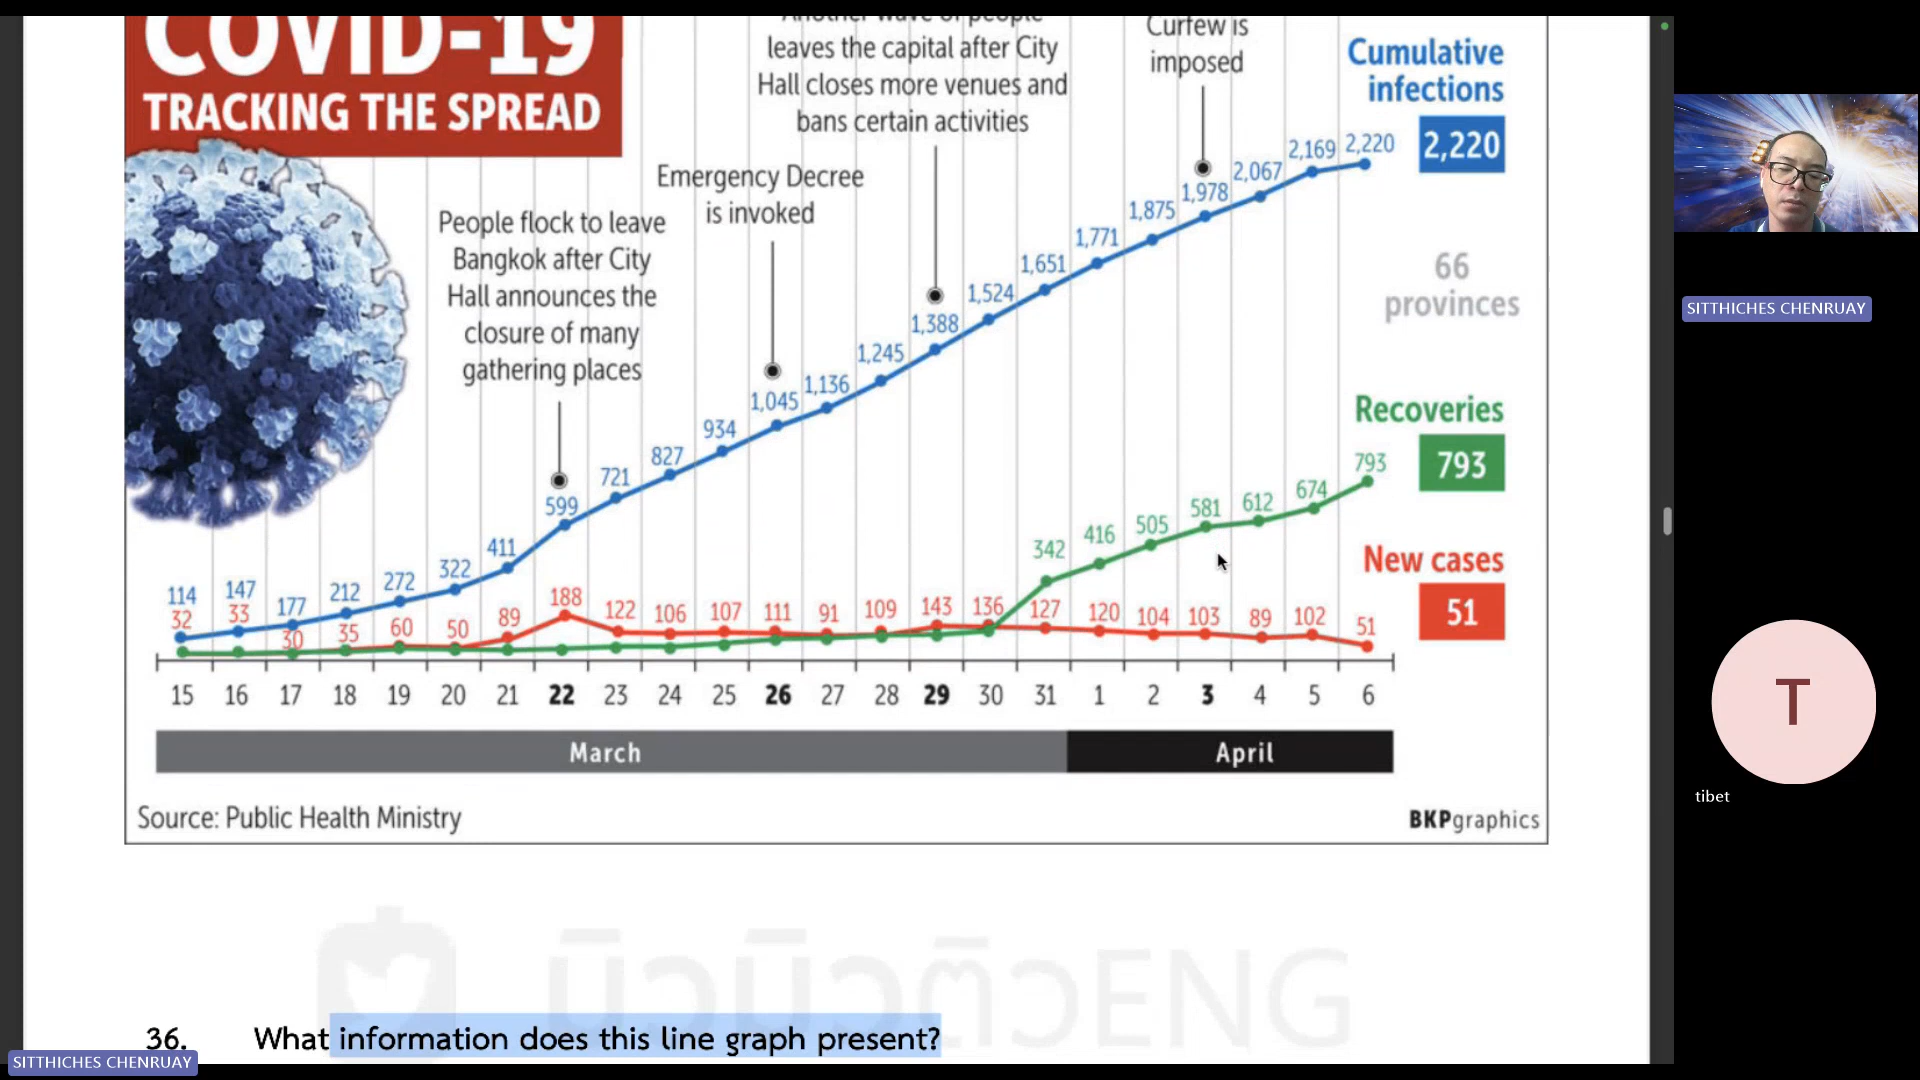 COVID-19
TRACKING THE SPREAD
Another wave of people
leaves the capital after City
Hall closes more venues and
bans certain activities
Curfew is
imposed
Cumulative
infections
2,220
Emergency Decree
is invoked
People flock to leave
Bangkok after City
Hall announces the
closure of many
gathering places
66
provinces
Recoveries
793
New cases
51
114 147 177 212 272 322 411 599 721 827 934 1,045 1,136 1,245 1,388 1,524 1,651 1,771 1,875 1,978 2,067 2,169 2,220
342 416 505 581 612 674 793
32 33 30 35 60 50 89 188 122 106 107 111 91 109 143 136 127 120 104 103 89 102 51
15 16 17 18 19 20 21 22 23 24 25 26 27 28 29 30 31 1 2 3 4 5 6
March April
Source: Public Health Ministry
BKPgraphics
36. What information does this line graph present?
SITTHICHES CHENRUAY
SITTHICHES CHENRUAY
T
tibet